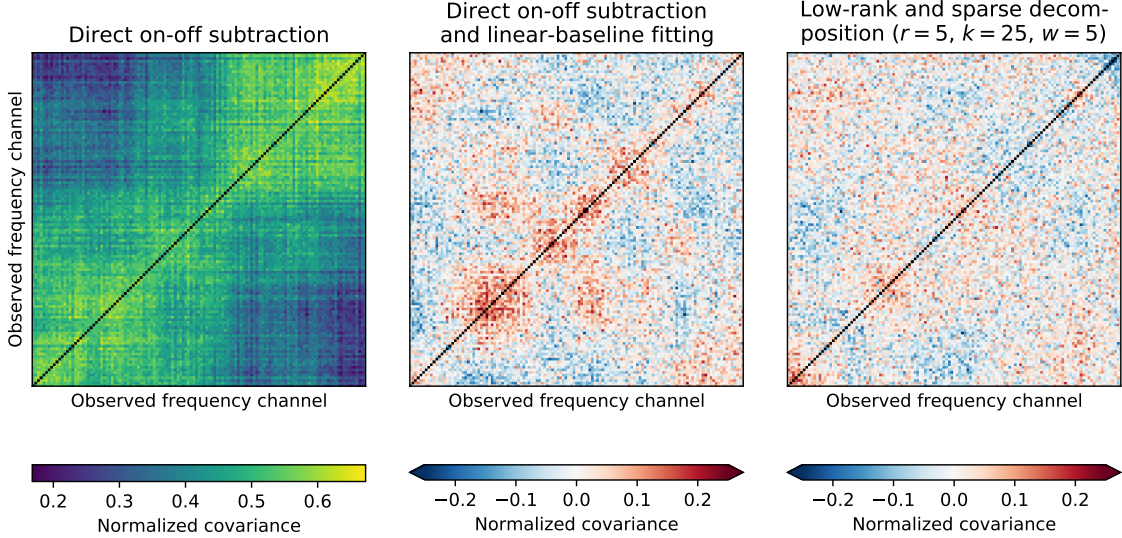 Direct on-off subtraction
Direct on-off subtraction
and linear-baseline fitting
Low-rank and sparse decom-
position (r = 5, k = 25, w = 5)
Observed frequency channel
Observed frequency channel
Observed frequency channel
Observed frequency channel
0.2 0.3 0.4 0.5 0.6
Normalized covariance
−0.2 −0.1 0.0 0.1 0.2
Normalized covariance
−0.2 −0.1 0.0 0.1 0.2
Normalized covariance